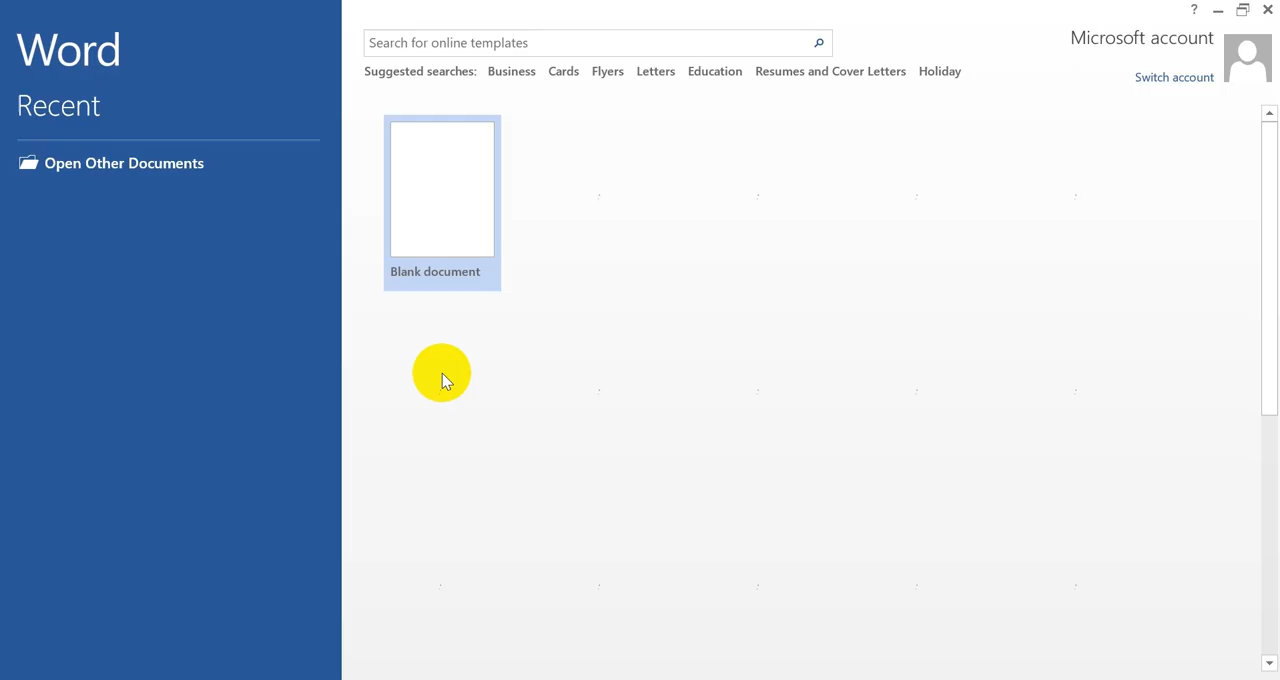 ?
Word
Search for online templates
Microsoft account
Suggested searches: Business Cards Flyers Letters Education Resumes and Cover Letters Holiday
Switch account
Recent
Open Other Documents
Blank document